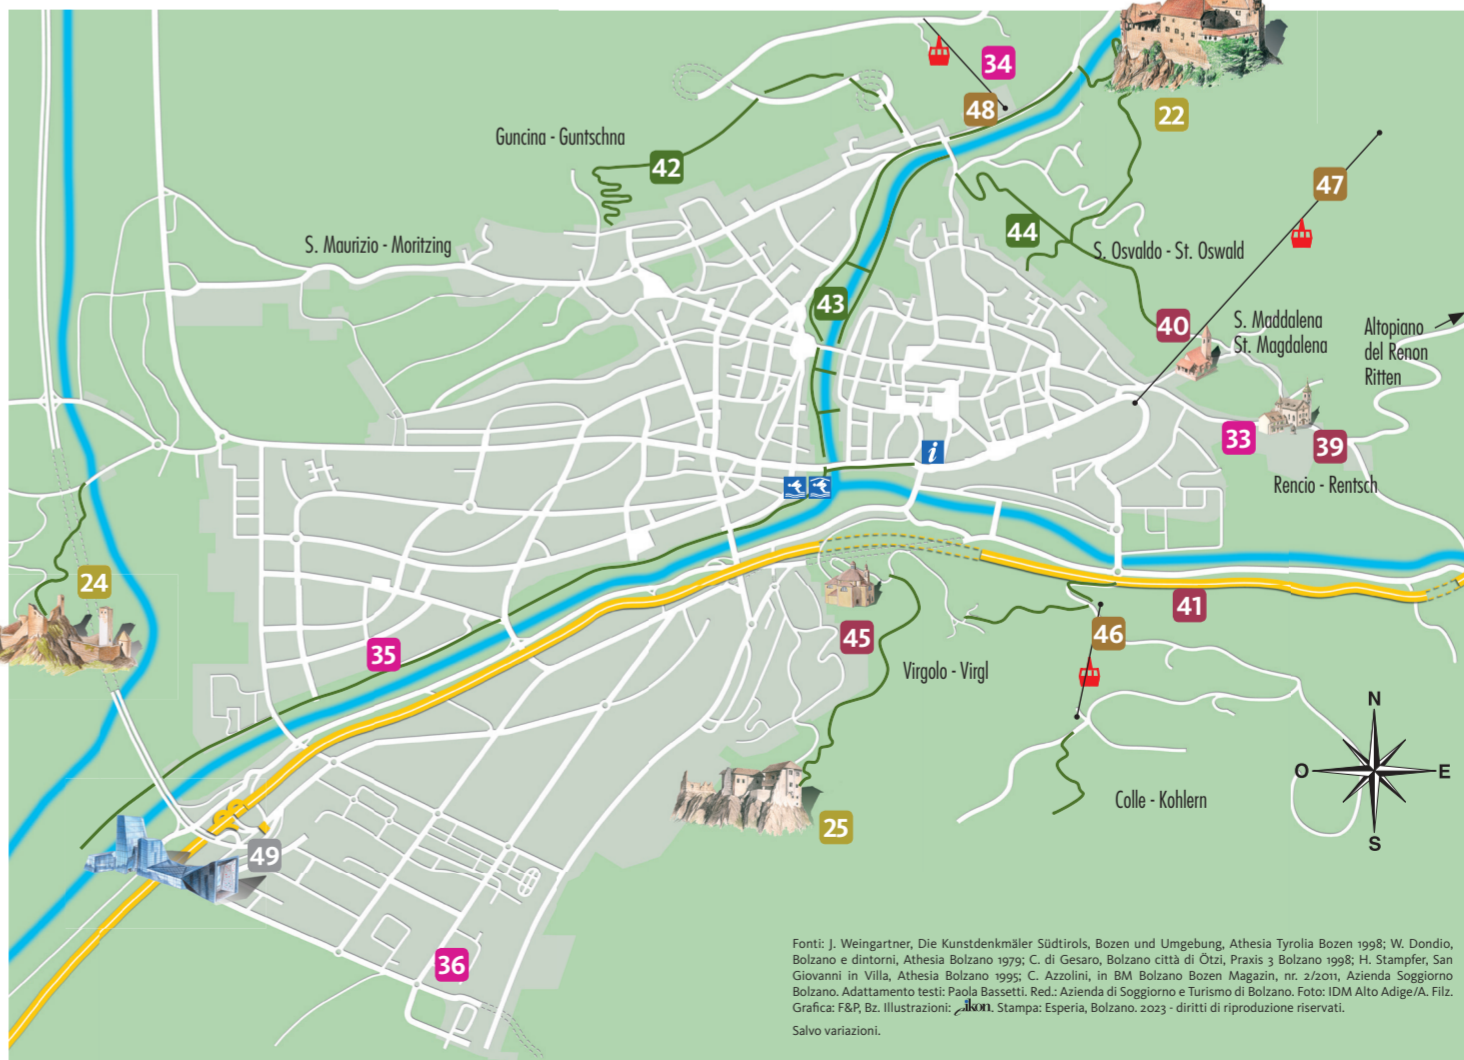 34
48
22
Guncina - Guntschna
42
47
44
S. Maurizio - Moritzing
S. Osvaldo - St. Oswald
43
40
S. Maddalena
St. Magdalena
Altopiano
del Renon
Ritten
33
39
i
Rencio - Rentsch
24
41
46
45
35
Virgolo - Virgl
N
O
E
S
Colle - Kohlern
25
49
36
Fonti: J. Weingartner, Die Kunstdenkmäler Südtirols, Bozen und Umgebung, Athesia Tyrolia Bozen 1998; W. Dondio,
Bolzano e dintorni, Athesia Bolzano 1979; C. di Gesaro, Bolzano città di Ötzi, Praxis 3 Bolzano 1998; H. Stampfer, San
Giovanni in Villa, Athesia Bolzano 1995; C. Azzolini, in BM Bolzano Bozen Magazin, nr. 2/2011, Azienda Soggiorno
Bolzano. Adattamento testi: Paola Bassetti. Red.: Azienda di Soggiorno e Turismo di Bolzano. Foto: IDM Alto Adige/A. Filz.
Grafica: F&P, Bz. Illustrazioni: eikon. Stampa: Esperia, Bolzano. 2023 - diritti di riproduzione riservati.
Salvo variazioni.